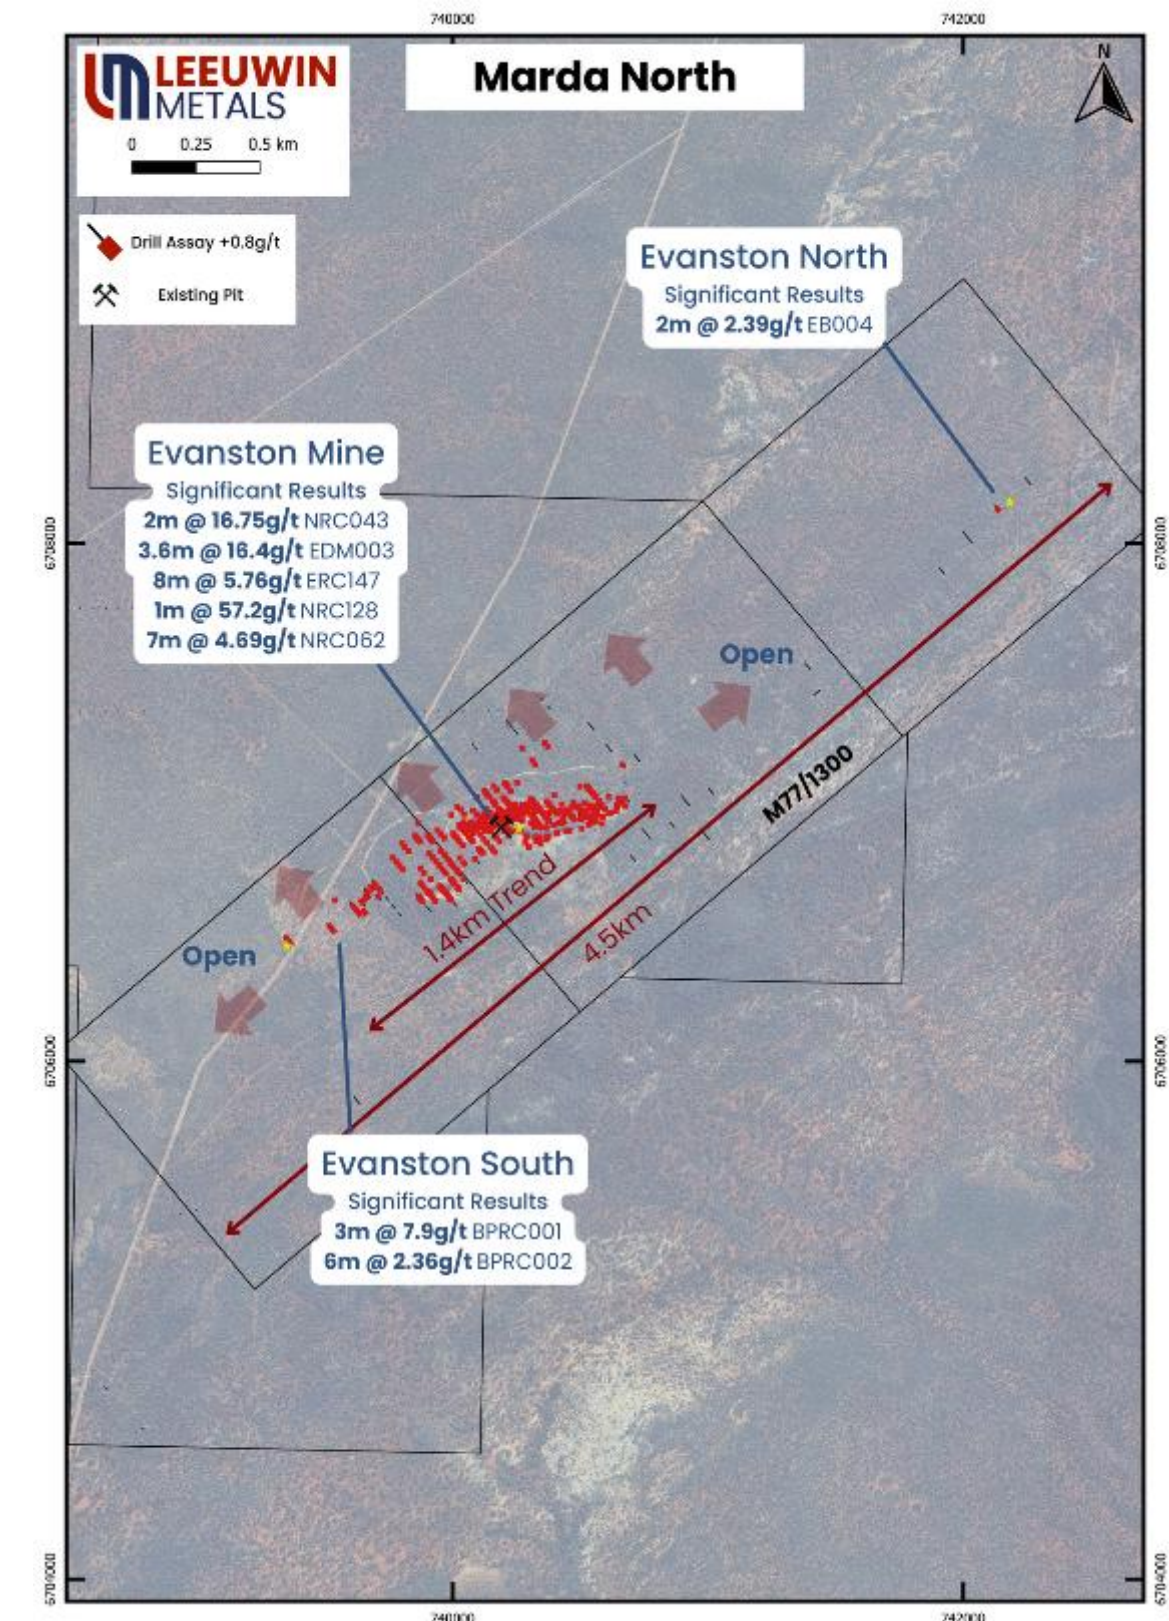 740000
742000
LEEUWIN
METALS
0 0.25 0.5 km
Marda North
N
Drill Assay +0.8g/t
Existing Pit
Evanston North
Significant Results
2m @ 2.39g/t EB004
Evanston Mine
Significant Results
2m @ 16.75g/t NRC043
3.6m @ 16.4g/t EDM003
8m @ 5.76g/t ERC147
1m @ 57.2g/t NRC128
7m @ 4.69g/t NRC062
6708000
6708000
Open
M77/1300
1.4km Trend
4.5km
Open
6706000
6706000
Evanston South
Significant Results
3m @ 7.9g/t BPRC001
6m @ 2.36g/t BPRC002
6704000
6704000
740000
742000